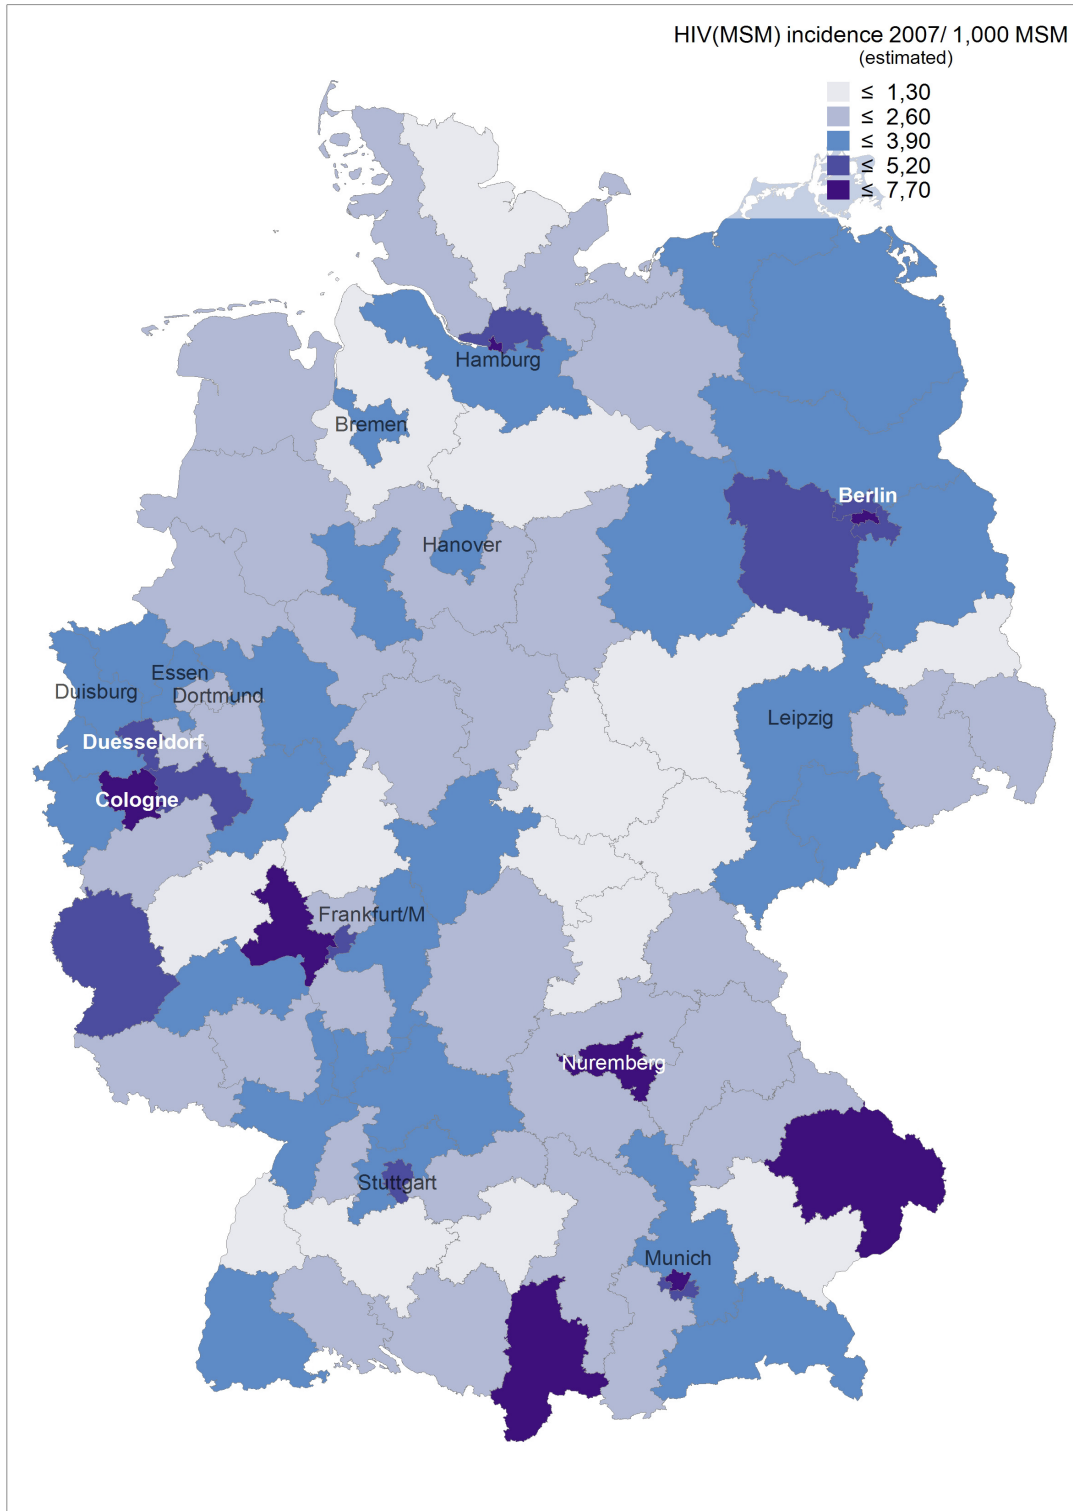 HIV(MSM) incidence 2007/ 1,000 MSM
(estimated)
≤ 1,30
≤ 2,60
≤ 3,90
≤ 5,20
≤ 7,70
Hamburg
Bremen
Berlin
Hanover
Essen
Duisburg
Dortmund
Leipzig
Duesseldorf
Cologne
Frankfurt/M
Nuremberg
Stuttgart
Munich